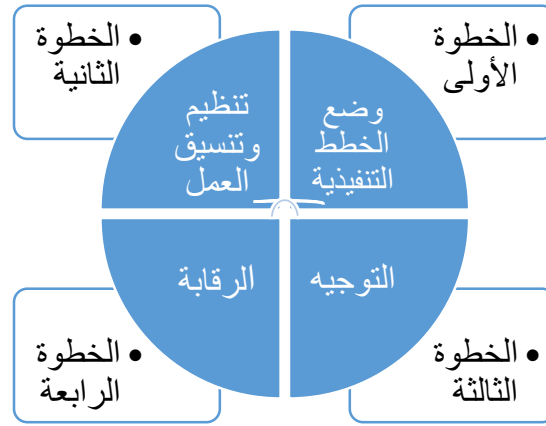 • الخطوة
الأولى
وضع
الخطط
التنفيذية
• الخطوة
الثانية
تنظيم
وتنسيق
العمل
• الخطوة
الثالثة
التوجيه
• الخطوة
الرابعة
الرقابة